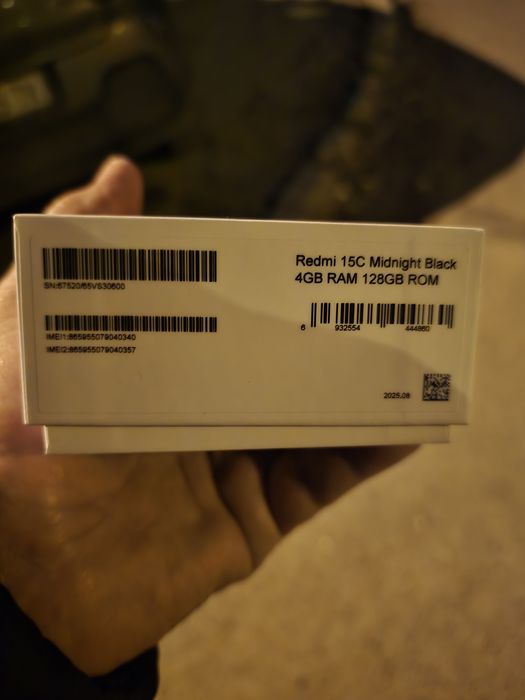 Redmi 15C Midnight Black
4GB RAM 128GB ROM
SN:67520/65VS30600
IMEI1:865955079040340
IMEI2:865955079040357
6 932554 444860
2025.08